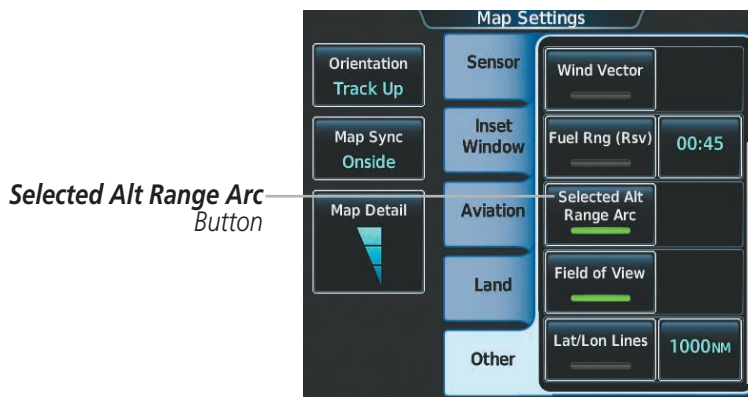 Map Settings
Orientation
Track Up
Map Sync
Onside
Map Detail
Sensor
Inset
Window
Aviation
Land
Other
Wind Vector
Fuel Rng (Rsv)
00:45
Selected Alt
Range Arc
Field of View
Lat/Lon Lines
1000NM
Selected Alt Range Arc
Button